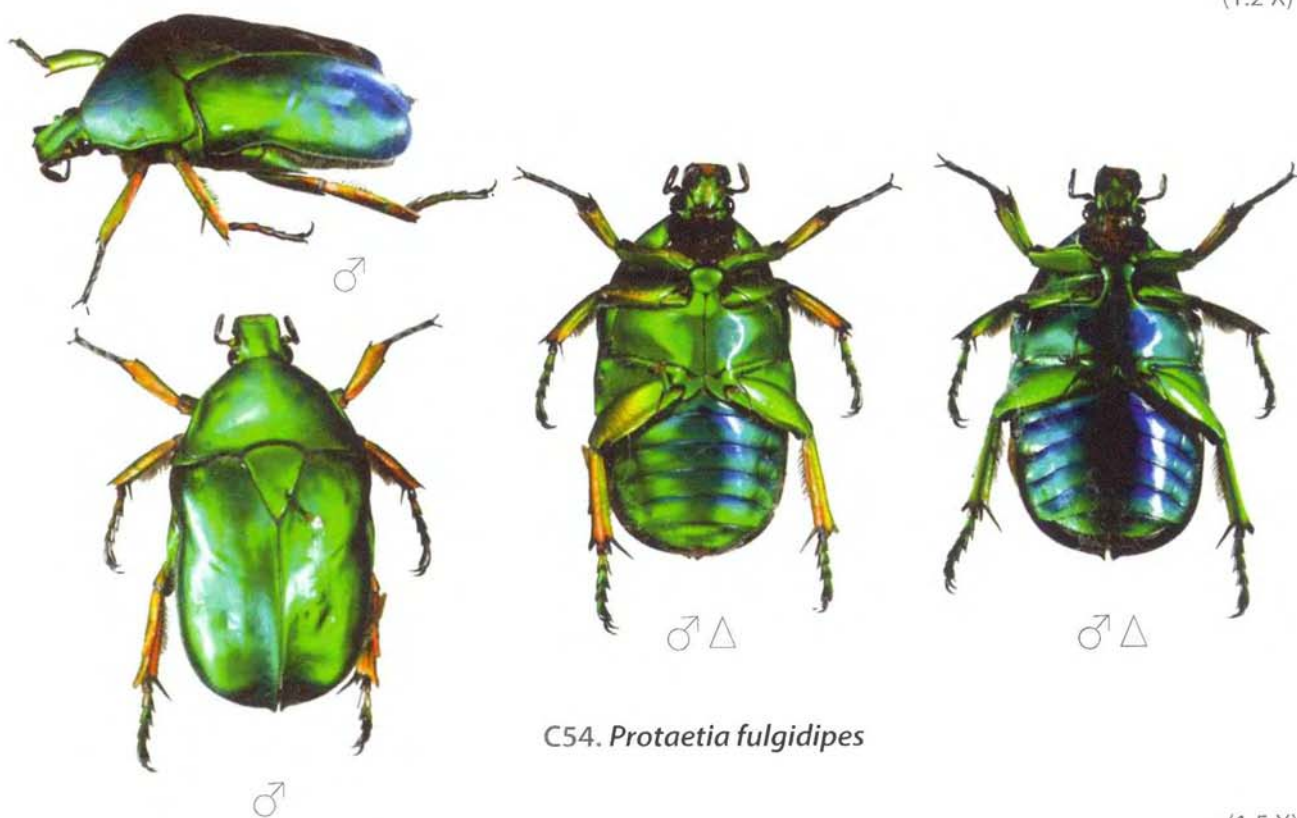 (1.2 X)
♂
♂ △
♂ △
C54. Protaetia fulgidipes
♂
(1.5 X)